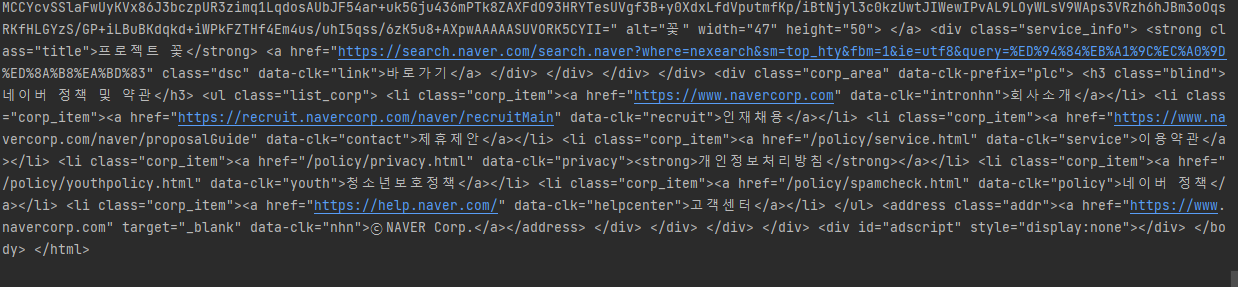 MCCYcvSSlaFwUyKVx86J3bczpUR3zimq1LqdosAUbJF54ar+uk5Gju436mPTk8ZAXFdO93HRYTesUVgf3B+y0XdxLfdVputmfKp/iBtNjyl3c0kzUwtJIWewIPvAL9LOyWLsV9WAps3VRzh6hJBm3oOqs
RKfHLGYzS/GP+iLBuBKdqkd+iWPkFZTHf4Em4us/uhI5qss/6zK5u8+AXpwAAAAASUVORK5CYII=" alt="꽃" width="47" height="50"> </a> <div class="service_info"> <strong cl
ass="title">프로젝트 꽃</strong> <a href="https://search.naver.com/search.naver?where=nexearch&sm=top_hty&fbm=1&ie=utf8&query=%ED%94%84%EB%A1%9C%EC%A0%9D
%ED%8A%B8%EA%BD%83" class="dsc" data-clk="link">바로가기</a> </div> </div> </div> </div> <div class="corp_area" data-clk-prefix="plc"> <h3 class="blind">
네이버 정책 및 약관</h3> <ul class="list_corp"> <li class="corp_item"><a href="https://www.navercorp.com" data-clk="intronhn">회사소개</a></li> <li clas
s="corp_item"><a href="https://recruit.navercorp.com/naver/recruitMain" data-clk="recruit">인재채용</a></li> <li class="corp_item"><a href="https://www.na
vercorp.com/naver/proposalGuide" data-clk="contact">제휴제안</a></li> <li class="corp_item"><a href="/policy/service.html" data-clk="service">이용약관</a
></li> <li class="corp_item"><a href="/policy/privacy.html" data-clk="privacy"><strong>개인정보처리방침</strong></a></li> <li class="corp_item"><a href="
/policy/youthpolicy.html" data-clk="youth">청소년보호정책</a></li> <li class="corp_item"><a href="/policy/spamcheck.html" data-clk="policy">네이버 정책</
a></li> <li class="corp_item"><a href="https://help.naver.com/" data-clk="helpcenter">고객센터</a></li> </ul> <address class="addr"><a href="https://www.
navercorp.com" target="_blank" data-clk="nhn">ⓒ NAVER Corp.</a></address> </div> </div> </div> </div> <div id="adscript" style="display:none"></div> </bo
dy> </html>